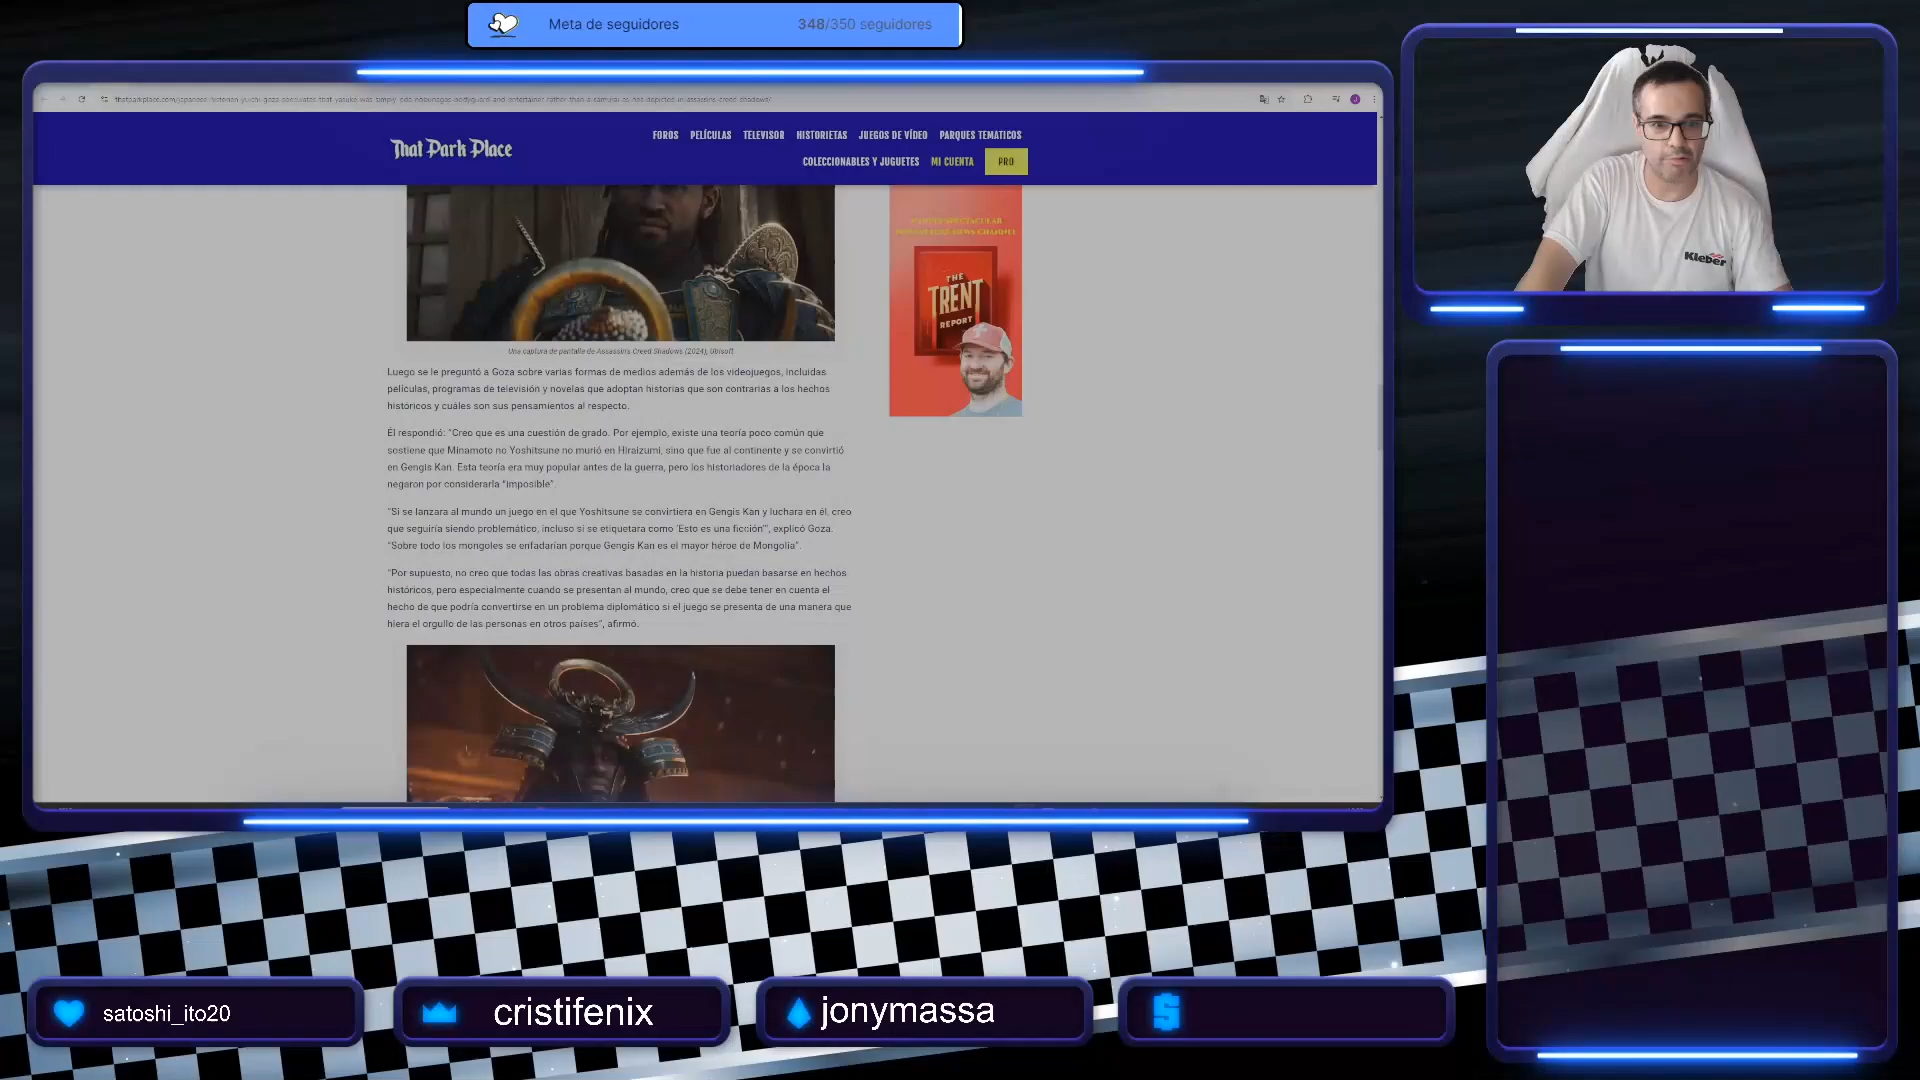 Meta de seguidores 348/350 seguidores
That Park Place
FOROS PELÍCULAS TELEVISOR HISTORIETAS JUEGOS DE VÍDEO PARQUES TEMATICOS
COLECCIONABLES Y JUGUETES MI CUENTA PRO
THE
TRENT
REPORT
Kleber
Una captura de pantalla de Assassins Creed Shadows (2024), Ubisoft
Luego se le preguntó a Goza sobre varias formas de medios además de los videojuegos, incluidas
películas, programas de televisión y novelas que adoptan historias que son contrarias a los hechos
históricos y cuáles son sus pensamientos al respecto.
Él respondió: “Creo que es una cuestión de grado. Por ejemplo, existe una teoría poco común que
sostiene que Minamoto no Yoshitsune no murió en Hiraizumi, sino que fue al continente y se convirtió
en Gengis Kan. Esta teoría era muy popular antes de la guerra, pero los historiadores de la época la
negaron por considerarla “imposible”.
“Si se lanzara al mundo un juego en el que Yoshitsune se convirtiera en Gengis Kan y luchara en él, creo
que seguiría siendo problemático, incluso si se etiquetara como ‘Esto es una ficción’”, explicó Goza.
“Sobre todo los mongoles se enfadarían porque Gengis Kan es el mayor héroe de Mongolia”.
“Por supuesto, no creo que todas las obras creativas basadas en la historia puedan basarse en hechos
históricos, pero especialmente cuando se presentan al mundo, creo que se debe tener en cuenta el
hecho de que podría convertirse en un problema diplomático si el juego se presenta de una manera que
hiera el orgullo de las personas en otros países”, afirmó.
satoshi_ito20
cristifenix
jonymassa